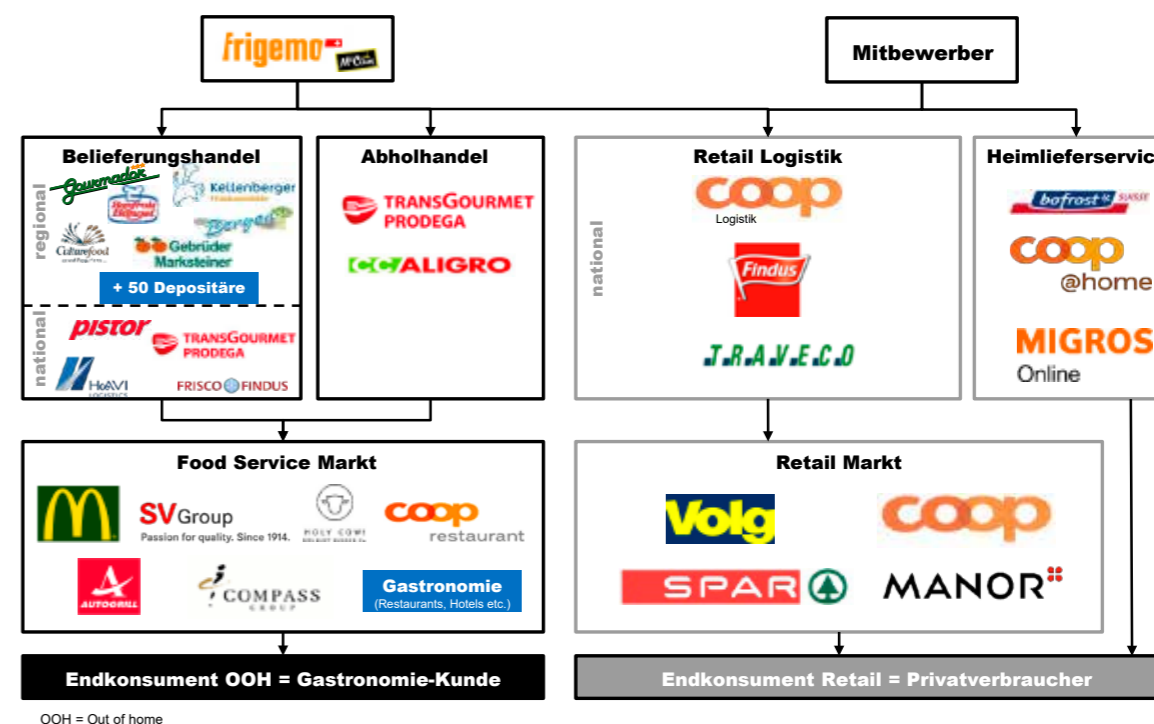 frigemo
Mitbewerber
Belieferungshandel
regional
Gourmador
Kellenberger
Culturefood
Gebrüder
Marksteiner
+ 50 Depositäre
national
pistor
TRANSGOURMET
PRODEGA
HAVI
LOGISTICS
FRISCO FINDUS
Abholhandel
TRANSGOURMET
PRODEGA
CC ALIGRO
Retail Logistik
national
coop
Logistik
Findus
T.R.A.V.E.C.O
Heimlieferservic
bofrost* SUISSE
coop
@home
MIGROS
Online
Food Service Markt
SV Group
Passion for quality. Since 1914.
HOLY COW!
coop
restaurant
AUTOGRILL
COMPASS
GROUP
Gastronomie
(Restaurants, Hotels etc.)
Retail Markt
Volg
coop
SPAR
MANOR
Endkonsument OOH = Gastronomie-Kunde
Endkonsument Retail = Privatverbraucher
OOH = Out of home